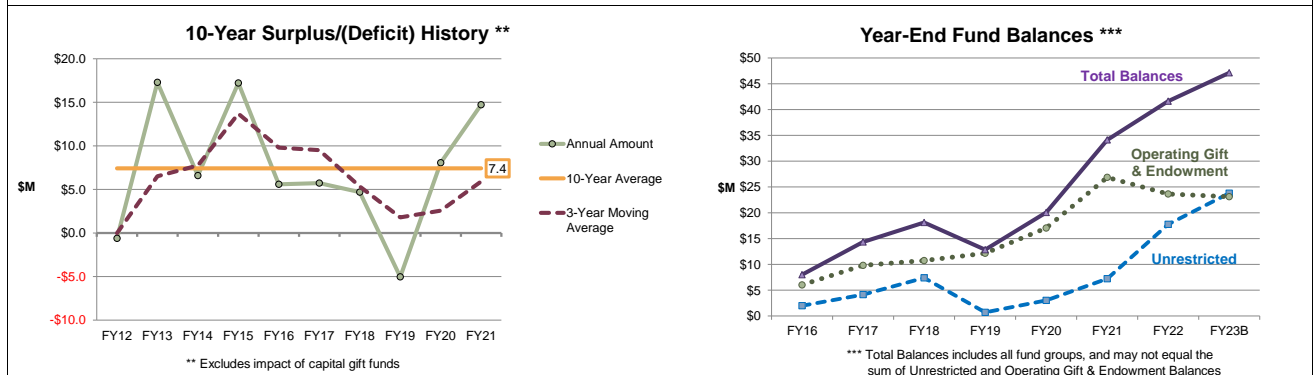 10-Year Surplus/(Deficit) History **
$20.0
$15.0
$10.0
$5.0
$0.0
-$5.0
-$10.0
$M
7.4
FY12 FY13 FY14 FY15 FY16 FY17 FY18 FY19 FY20 FY21
Annual Amount
10-Year Average
3-Year Moving
Average
** Excludes impact of capital gift funds
Year-End Fund Balances ***
$50
$45
$40
$35
$30
$25
$20
$15
$10
$5
$0
$M
Total Balances
Operating Gift
& Endowment
Unrestricted
FY16 FY17 FY18 FY19 FY20 FY21 FY22 FY23B
*** Total Balances includes all fund groups, and may not equal the
sum of Unrestricted and Operating Gift & Endowment Balances